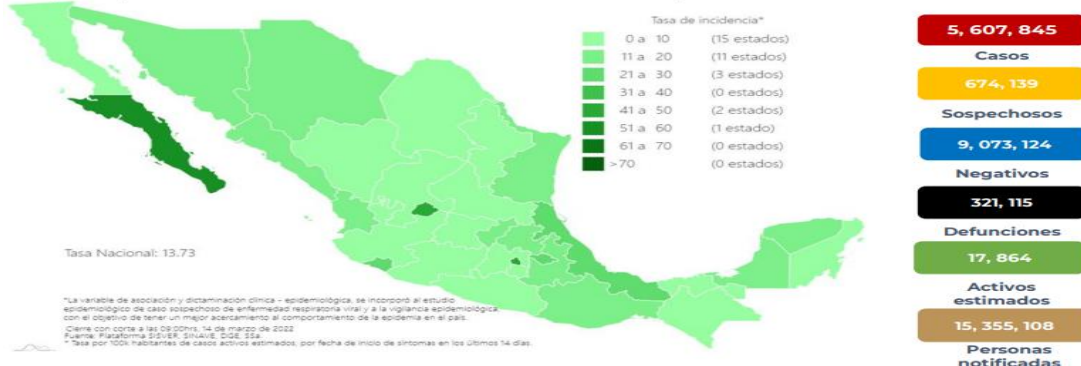 Tasa de incidencia*
0 a 10 (15 estados)
11 a 20 (11 estados)
21 a 30 (3 estados)
31 a 40 (0 estados)
41 a 50 (2 estados)
51 a 60 (1 estado)
61 a 70 (0 estados)
>70 (0 estados)
Tasa Nacional: 13.73
*La variable de asociación y dictaminación clínica - epidemiológica, se incorporó al estudio
epidemiológico de caso sospechoso de enfermedad respiratoria viral y a la vigilancia epidemiológica,
con el objetivo de tener un mejor acercamiento al comportamiento de la epidemia en el país.
Cierre con corte a las 09:00hrs, 14 de marzo de 2022
Fuente: Plataforma SISVER, SINAVE, DGE, SSa.
* Tasa por 100k habitantes de casos activos estimados, por fecha de inicio de síntomas en los últimos 14 días.
5, 607, 845
Casos
674, 139
Sospechosos
9, 073, 124
Negativos
321, 115
Defunciones
17, 864
Activos
estimados
15, 355, 108
Personas
notificadas